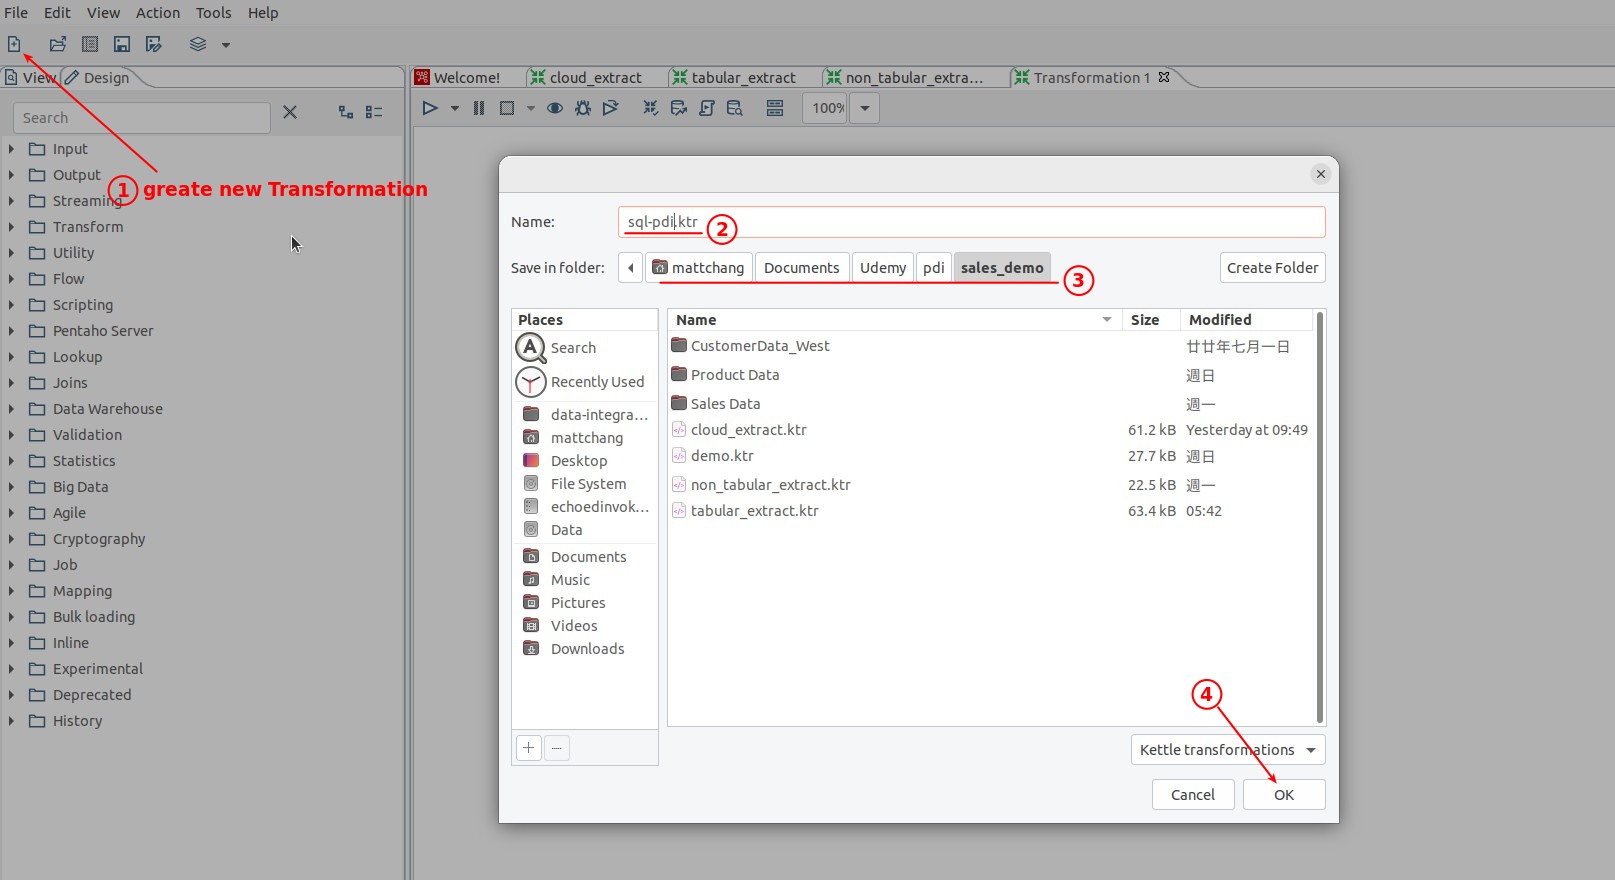 File Edit View Action Tools Help
View Design
Welcome! cloud_extract tabular_extract non_tabular_extra... Transformation 1
Search
100%
Input
Output
Streaming
Transform
Utility
Flow
Scripting
Pentaho Server
Lookup
Joins
Data Warehouse
Validation
Statistics
Big Data
Agile
Cryptography
Job
Mapping
Bulk loading
Inline
Experimental
Deprecated
History
1 greate new Transformation
Name: sql-pdi.ktr 2
Save in folder: mattchang Documents Udemy pdi sales_demo Create Folder
3
Places
Search
Recently Used
data-integra...
mattchang
Desktop
File System
echoedinvok...
Data
Documents
Music
Pictures
Videos
Downloads
Name Size Modified
CustomerData_West 廿廿年七月一日
Product Data 週日
Sales Data 週一
cloud_extract.ktr 61.2 kB Yesterday at 09:49
demo.ktr 27.7 kB 週日
non_tabular_extract.ktr 22.5 kB 週一
tabular_extract.ktr 63.4 kB 05:42
4
Kettle transformations
Cancel OK